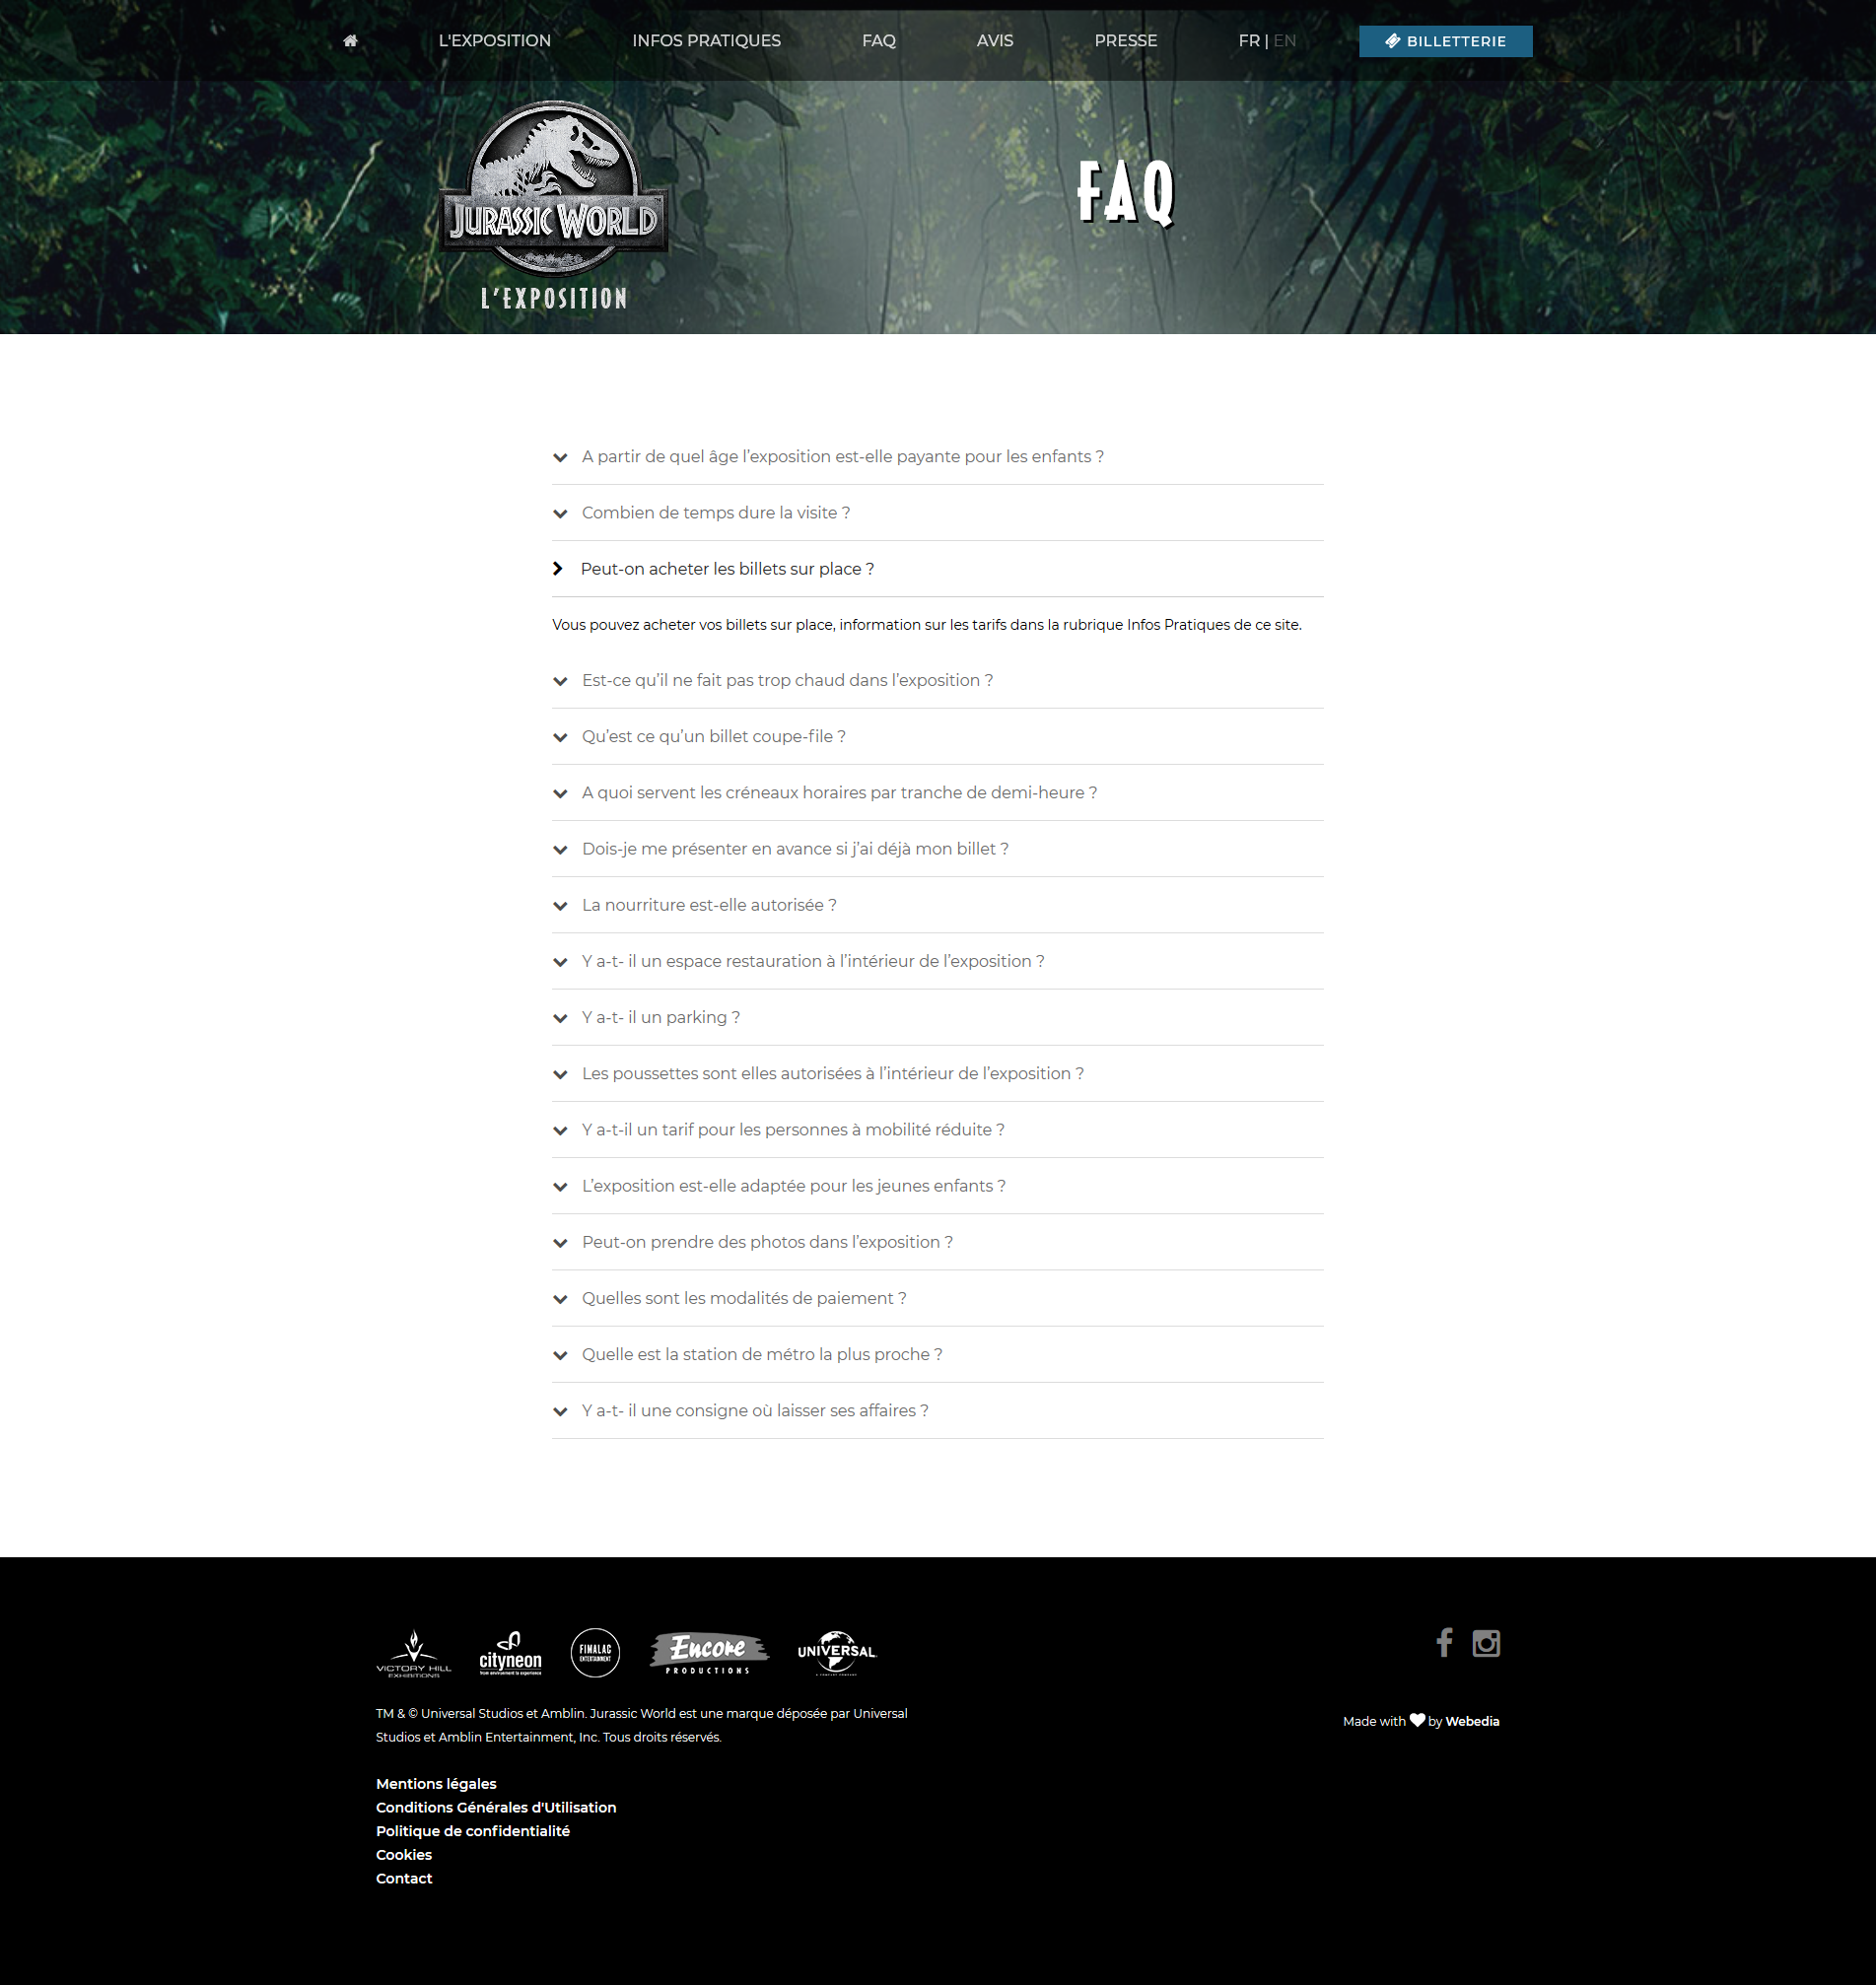 L'EXPOSITION
INFOS PRATIQUES
FAQ
AVIS
PRESSE
FR | EN
BILLETTERIE
JURASSIC WORLD
L'EXPOSITION
FAQ
A partir de quel âge l’exposition est-elle payante pour les enfants ?
Combien de temps dure la visite ?
Peut-on acheter les billets sur place ?
Vous pouvez acheter vos billets sur place, information sur les tarifs dans la rubrique Infos Pratiques de ce site.
Est-ce qu’il ne fait pas trop chaud dans l’exposition ?
Qu’est ce qu’un billet coupe-file ?
A quoi servent les créneaux horaires par tranche de demi-heure ?
Dois-je me présenter en avance si j’ai déjà mon billet ?
La nourriture est-elle autorisée ?
Y a-t- il un espace restauration à l’intérieur de l’exposition ?
Y a-t- il un parking ?
Les poussettes sont elles autorisées à l’intérieur de l’exposition ?
Y a-t-il un tarif pour les personnes à mobilité réduite ?
L’exposition est-elle adaptée pour les jeunes enfants ?
Peut-on prendre des photos dans l’exposition ?
Quelles sont les modalités de paiement ?
Quelle est la station de métro la plus proche ?
Y a-t- il une consigne où laisser ses affaires ?
VICTORY HILL
EXHIBITIONS
cityneon
from environment to experience
FIMALAC
ENTERTAINMENT
Encore
PRODUCTIONS
UNIVERSAL
TM & © Universal Studios et Amblin. Jurassic World est une marque déposée par Universal
Studios et Amblin Entertainment, Inc. Tous droits réservés.
Made with by Webedia
Mentions légales
Conditions Générales d'Utilisation
Politique de confidentialité
Cookies
Contact